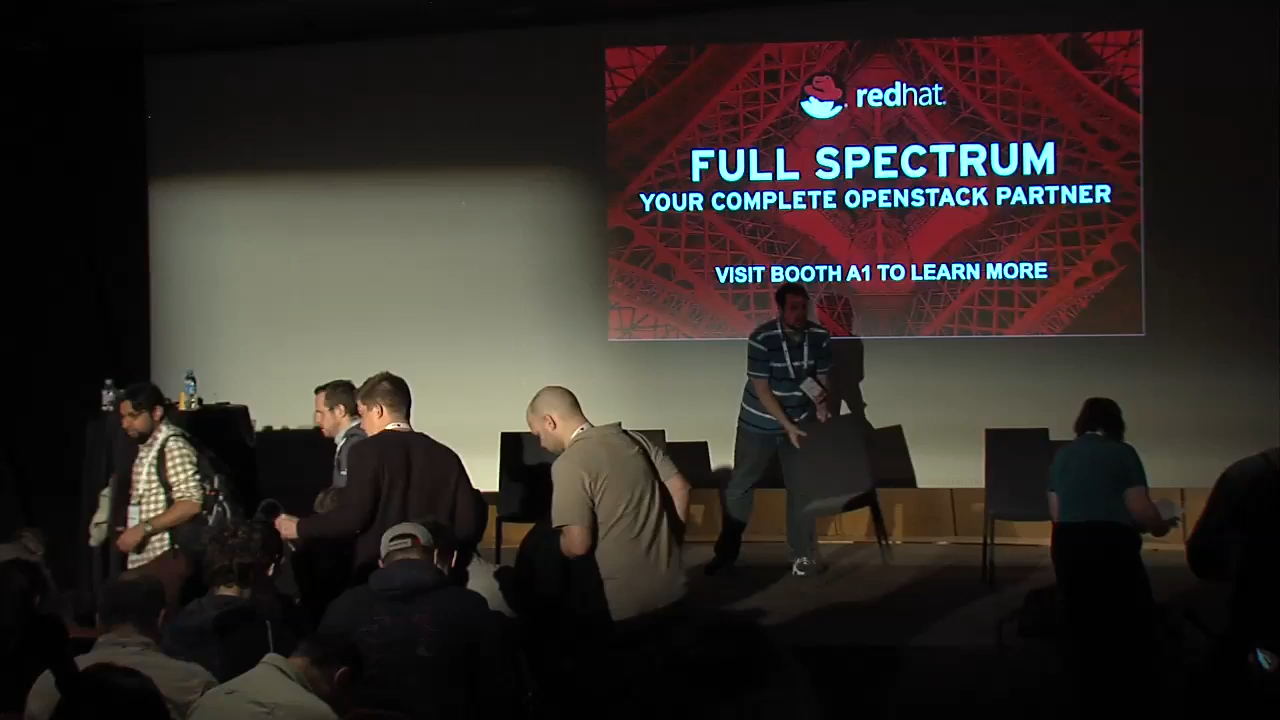 redhat.
FULL SPECTRUM
YOUR COMPLETE OPENSTACK PARTNER
VISIT BOOTH A1 TO LEARN MORE